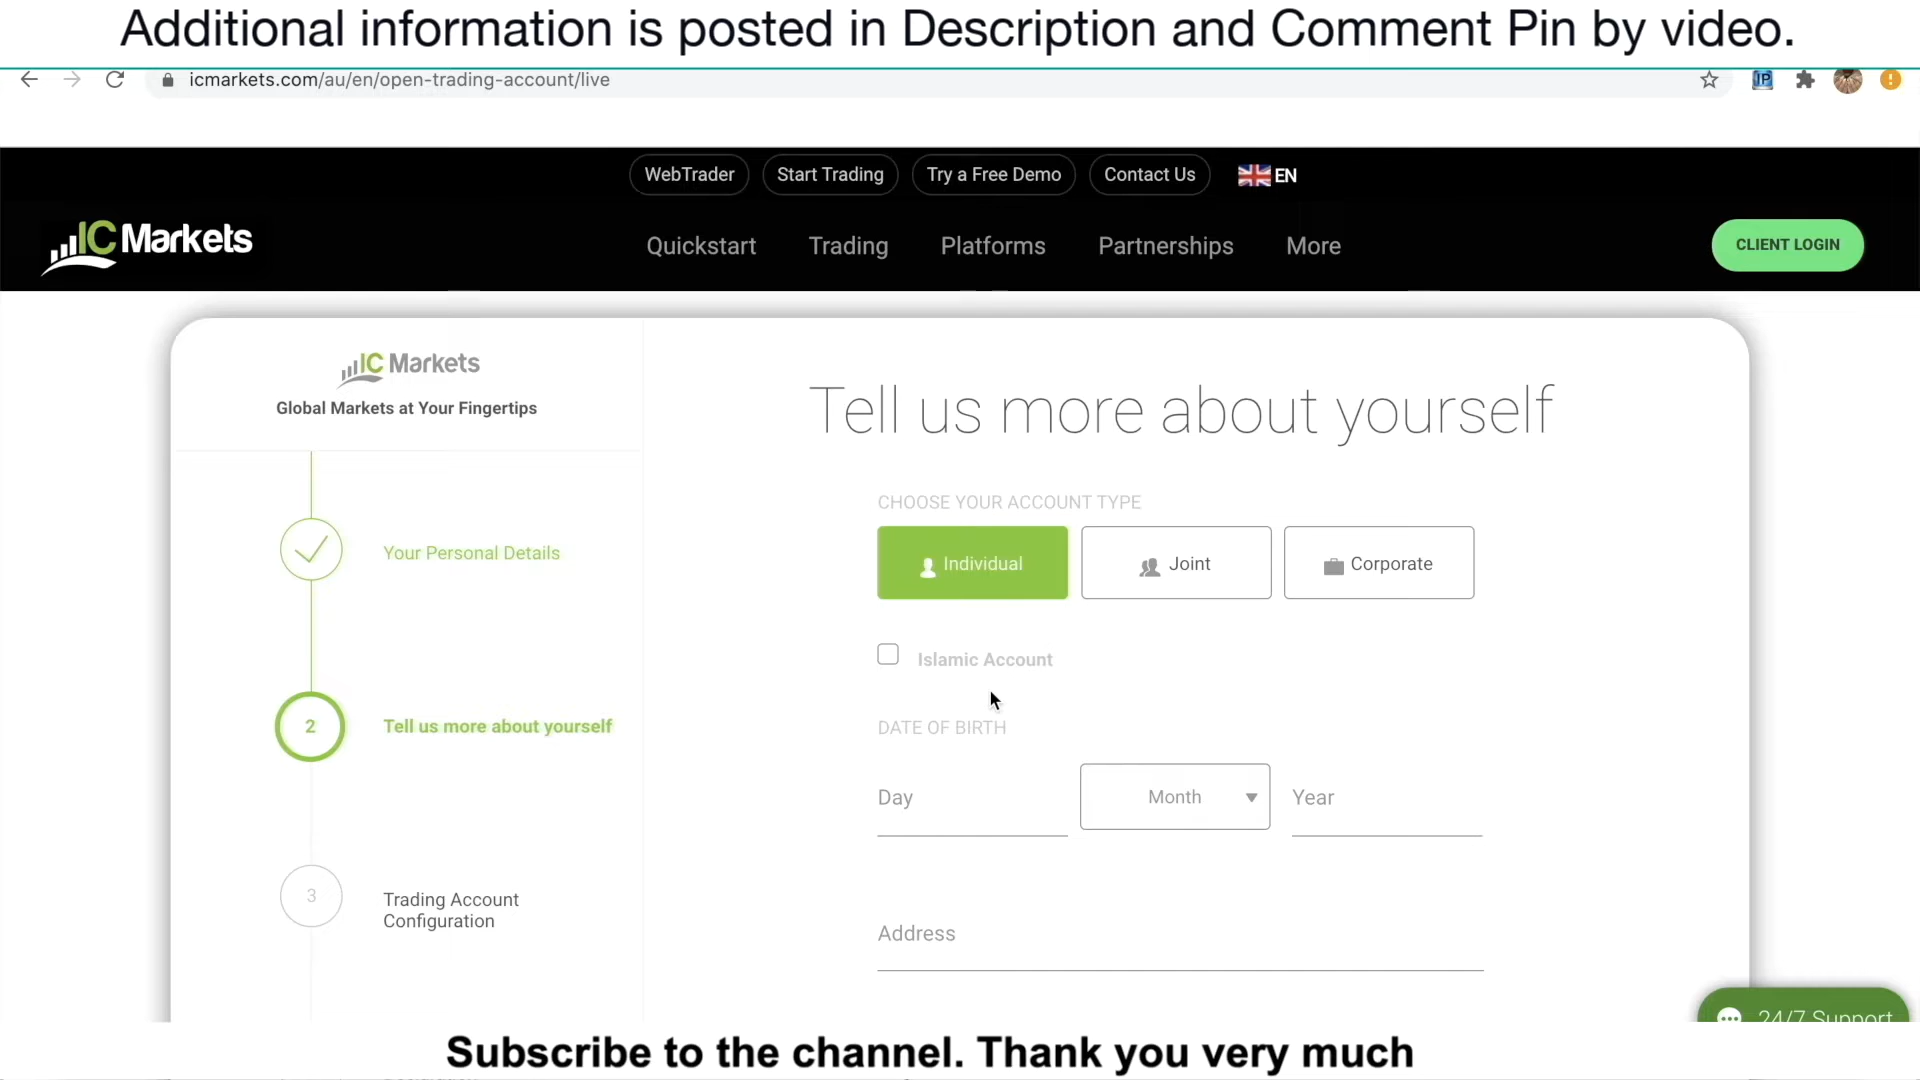 Additional information is posted in Description and Comment Pin by video.
icmarkets.com/au/en/open-trading-account/live
IP
WebTrader
Start Trading
Try a Free Demo
Contact Us
EN
IC Markets
Quickstart
Trading
Platforms
Partnerships
More
CLIENT LOGIN
IC Markets
Global Markets at Your Fingertips
Your Personal Details
2
Tell us more about yourself
3
Trading Account
Configuration
Tell us more about yourself
CHOOSE YOUR ACCOUNT TYPE
Individual
Joint
Corporate
Islamic Account
DATE OF BIRTH
Day
Month
Year
Address
24/7 Support
Subscribe to the channel. Thank you very much